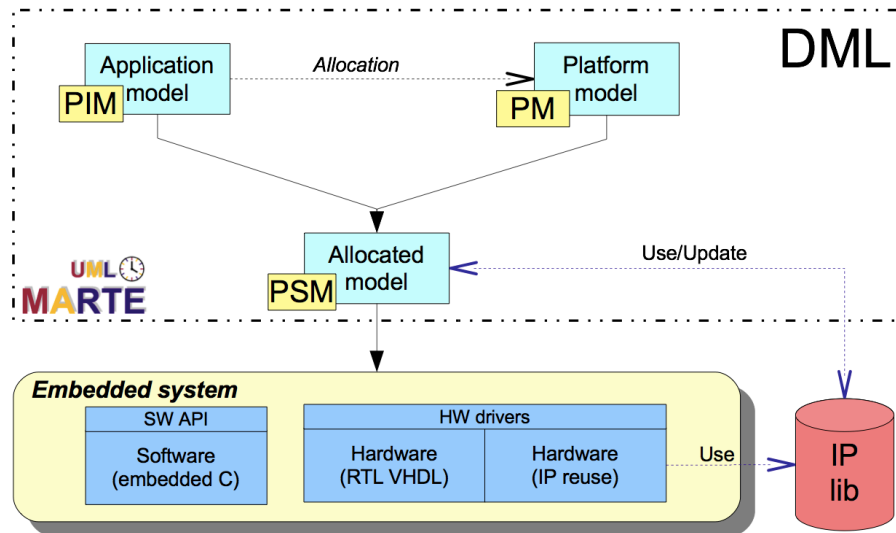 DML
Application
model
PIM
Allocation
Platform
model
PM
Allocated
model
PSM
Use/Update
UML
MARTE
Embedded system
SW API
Software
(embedded C)
HW drivers
Hardware
(RTL VHDL)
Hardware
(IP reuse)
Use
IP
lib